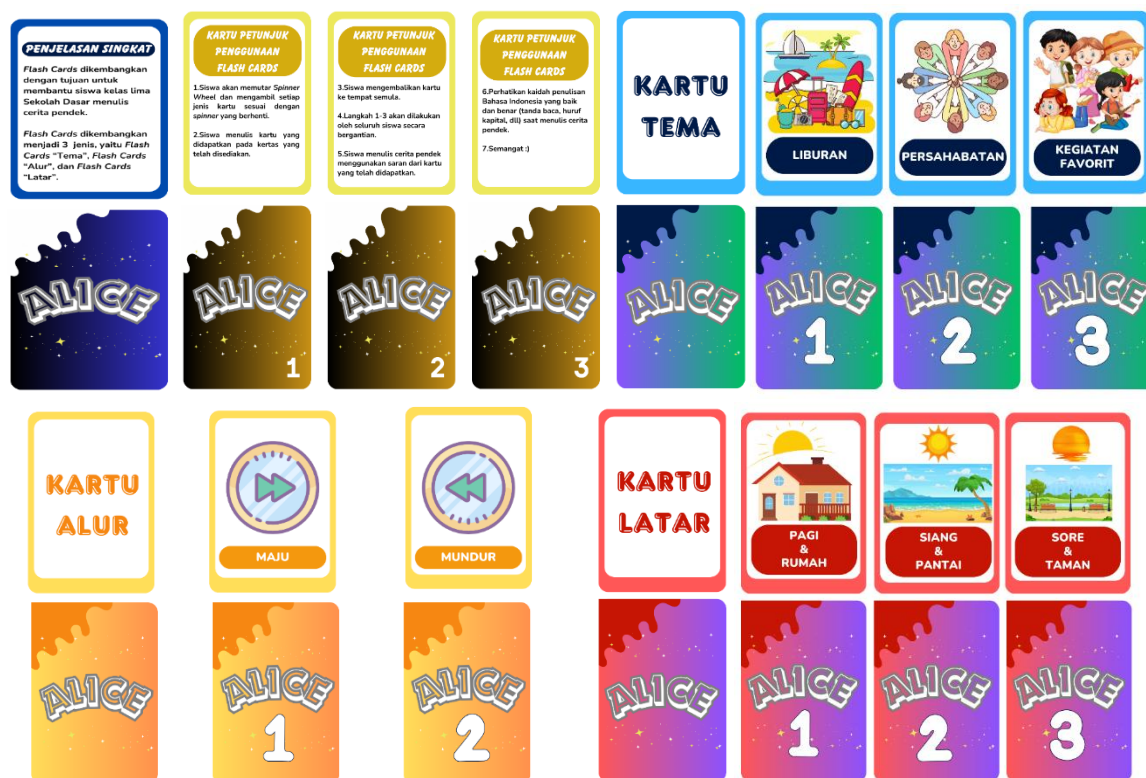 PENJELASAN SINGKAT
Flash Cards dikembangkan
dengan tujuan untuk
membantu siswa kelas lima
Sekolah Dasar menulis
cerita pendek.
Flash Cards dikembangkan
menjadi 3 jenis, yaitu Flash
Cards "Tema", Flash Cards
"Alur", dan Flash Cards
"Latar".
KARTU PETUNJUK
PENGGUNAAN
FLASH CARDS
1.Siswa akan memutar Spinner
Wheel dan mengambil setiap
jenis kartu sesuai dengan
spinner yang berhenti.
2.Siswa menulis kartu yang
didapatkan pada kertas yang
telah disediakan.
KARTU PETUNJUK
PENGGUNAAN
FLASH CARDS
3.Siswa mengembalikan kartu
ke tempat semula.
4.Langkah 1-3 akan dilakukan
oleh seluruh siswa secara
bergantian.
5.Siswa menulis cerita pendek
menggunakan saran dari kartu
yang telah didapatkan.
KARTU PETUNJUK
PENGGUNAAN
FLASH CARDS
6.Perhatikan kaidah penulisan
Bahasa Indonesia yang baik
dan benar (tanda baca, huruf
kapital, dll) saat menulis cerita
pendek.
7.Semangat :)
KARTU
TEMA
LIBURAN
PERSAHABATAN
KEGIATAN
FAVORIT
ALICE
ALICE
1
ALICE
2
ALICE
3
ALICE
ALICE
1
ALICE
2
ALICE
3
KARTU
ALUR
MAJU
MUNDUR
KARTU
LATAR
PAGI
&
RUMAH
SIANG
&
PANTAI
SORE
&
TAMAN
ALICE
ALICE
1
ALICE
2
ALICE
ALICE
1
ALICE
2
ALICE
3